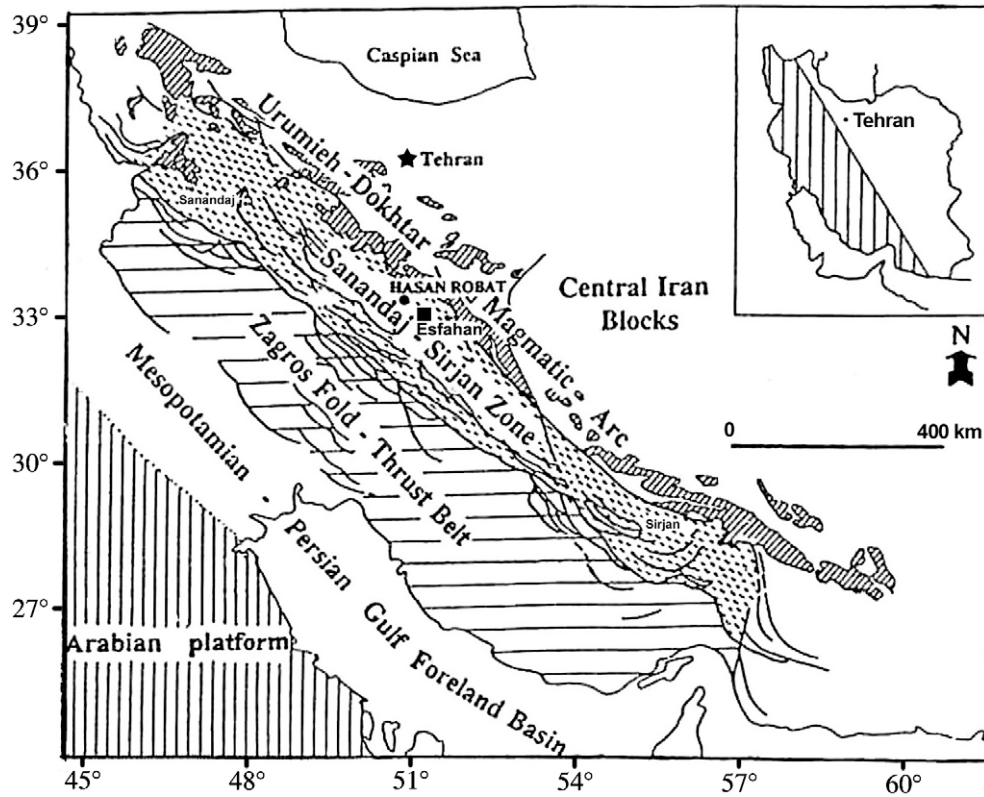 39°
36°
33°
30°
27°
45°
48°
51°
54°
57°
60°
Caspian Sea
Tehran
Tehran
Urumieh-Dokhtar Magmatic Arc
Sanandaj
Sanandaj - Sirjan Zone
HASAN ROBAT
Esfahan
Central Iran
Blocks
N
0 400 km
Zagros Fold - Thrust Belt
Mesopotamian - Persian Gulf Foreland Basin
Sirjan
Arabian platform